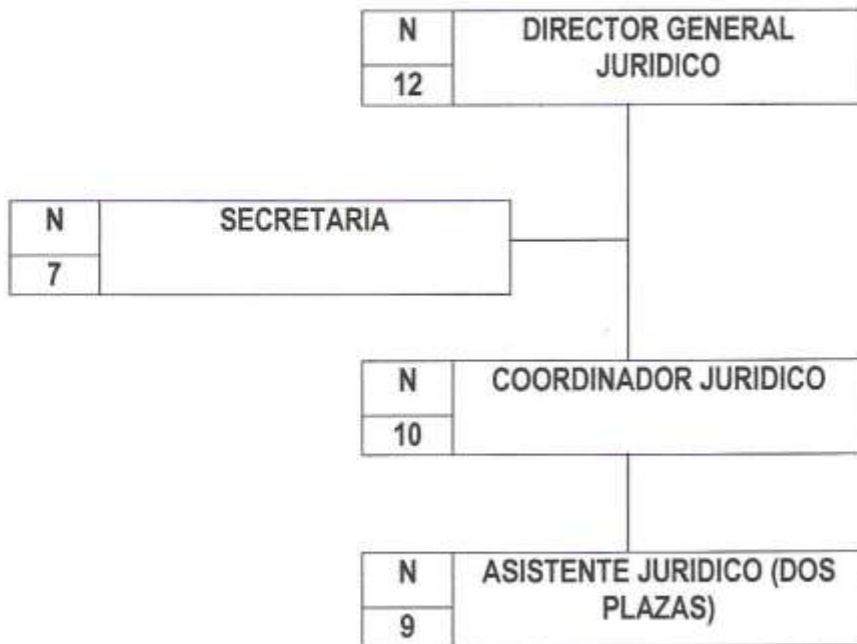 N
DIRECTOR GENERAL
JURIDICO
12
N
SECRETARIA
7
N
COORDINADOR JURIDICO
10
N
ASISTENTE JURIDICO (DOS
PLAZAS)
9